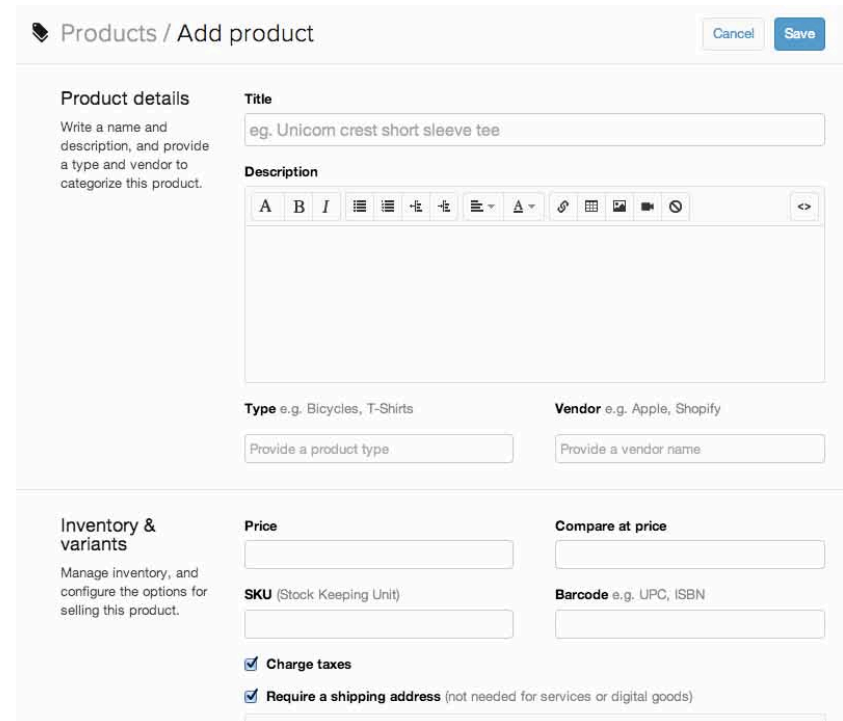 Products / Add product
Cancel
Save
Product details
Write a name and
description, and provide
a type and vendor to
categorize this product.
Title
eg. Unicorn crest short sleeve tee
Description
A B I A <>
Type e.g. Bicycles, T-Shirts
Vendor e.g. Apple, Shopify
Provide a product type
Provide a vendor name
Inventory &
variants
Manage inventory, and
configure the options for
selling this product.
Price
Compare at price
SKU (Stock Keeping Unit)
Barcode e.g. UPC, ISBN
Charge taxes
Require a shipping address (not needed for services or digital goods)